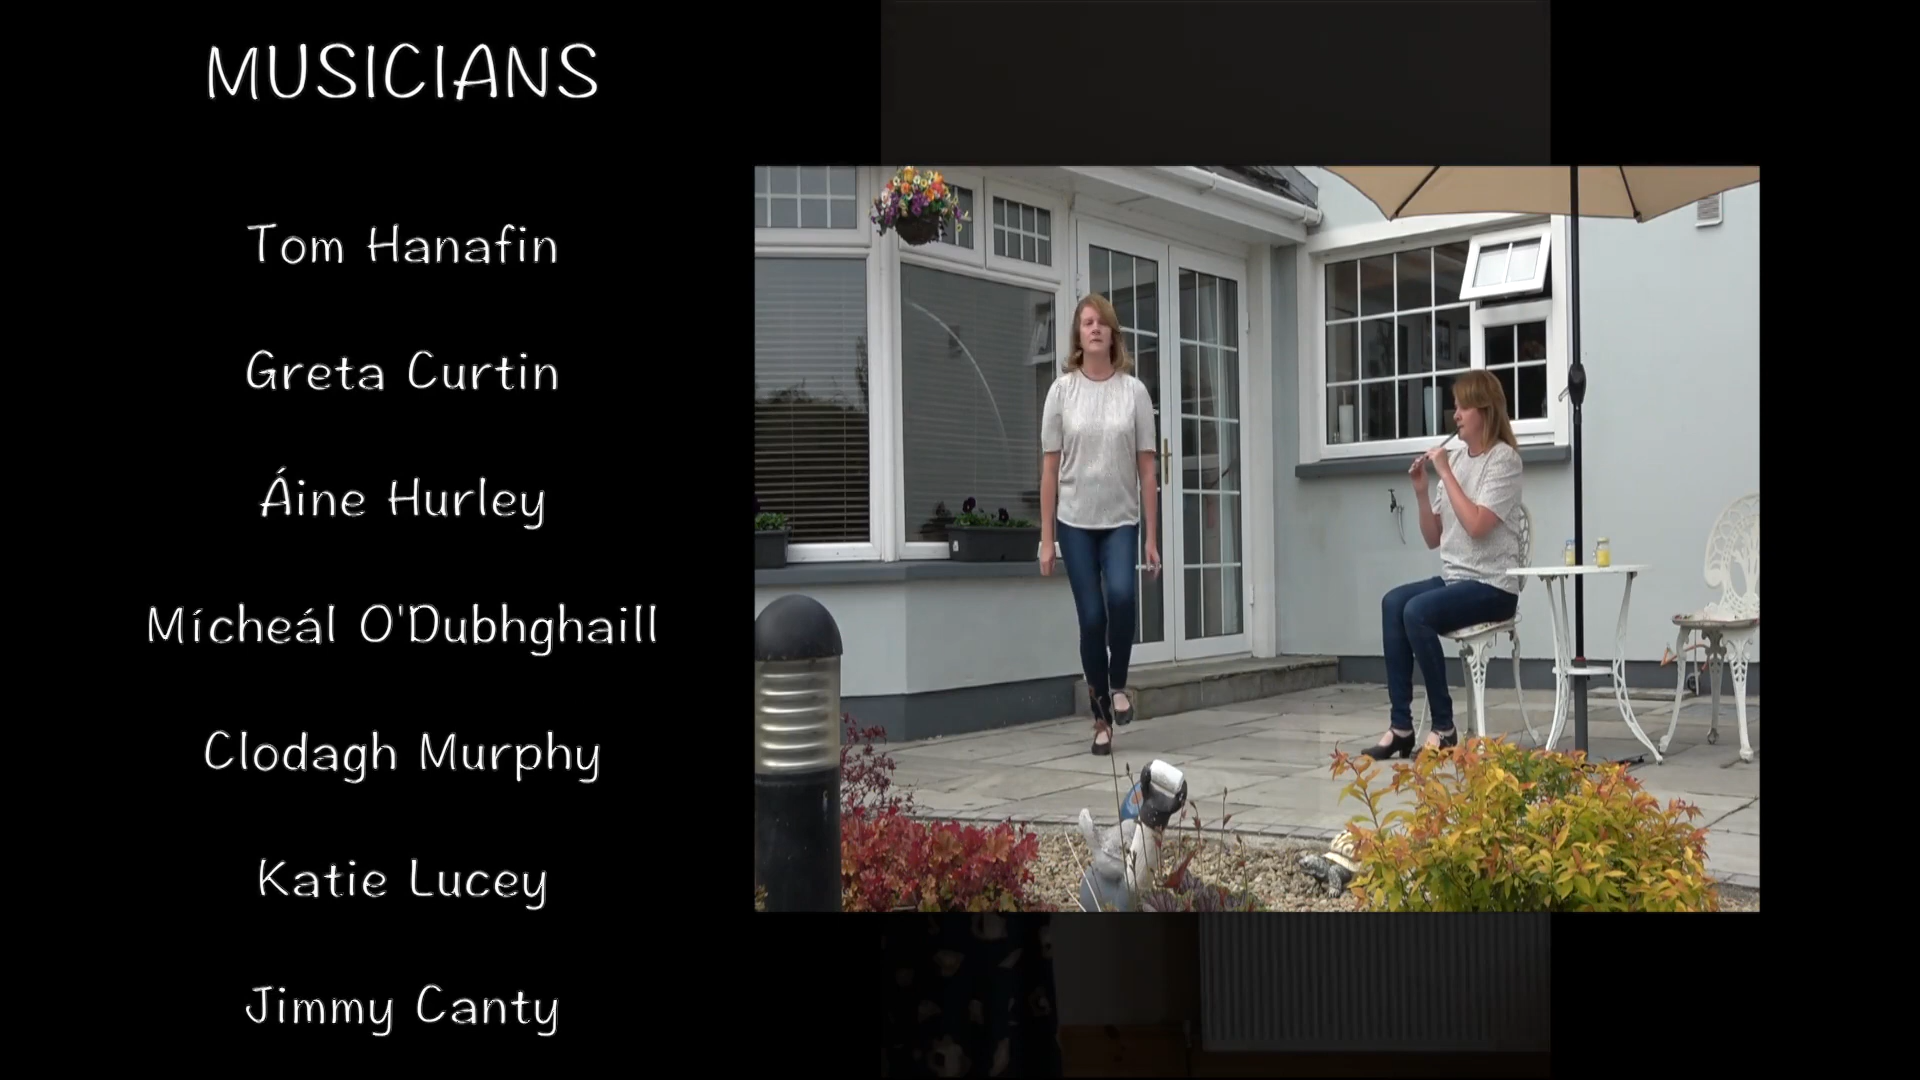 MUSICIANS
Tom Hanafin
Greta Curtin
Áine Hurley
Mícheál O'Dubhghaill
Clodagh Murphy
Katie Lucey
Jimmy Canty